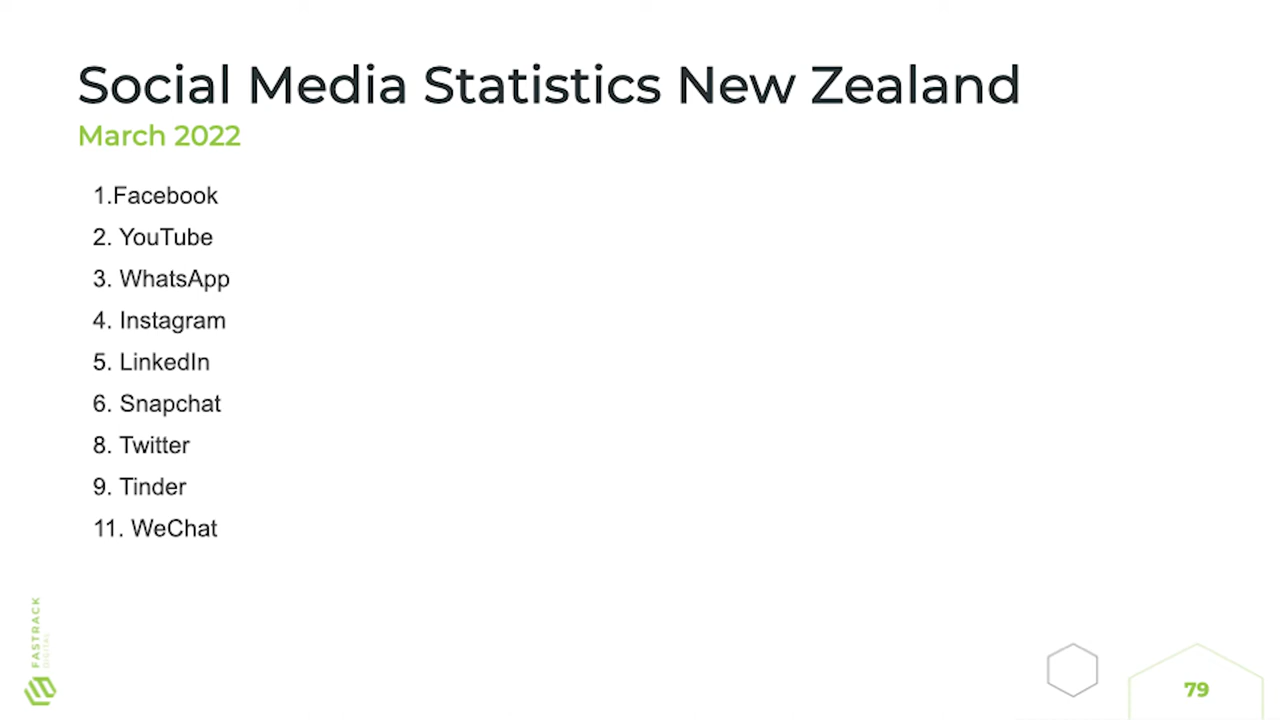 Social Media Statistics New Zealand
March 2022
1.Facebook
2. YouTube
3. WhatsApp
4. Instagram
5. LinkedIn
6. Snapchat
8. Twitter
9. Tinder
11. WeChat
FASTRACK
DIGITAL
79